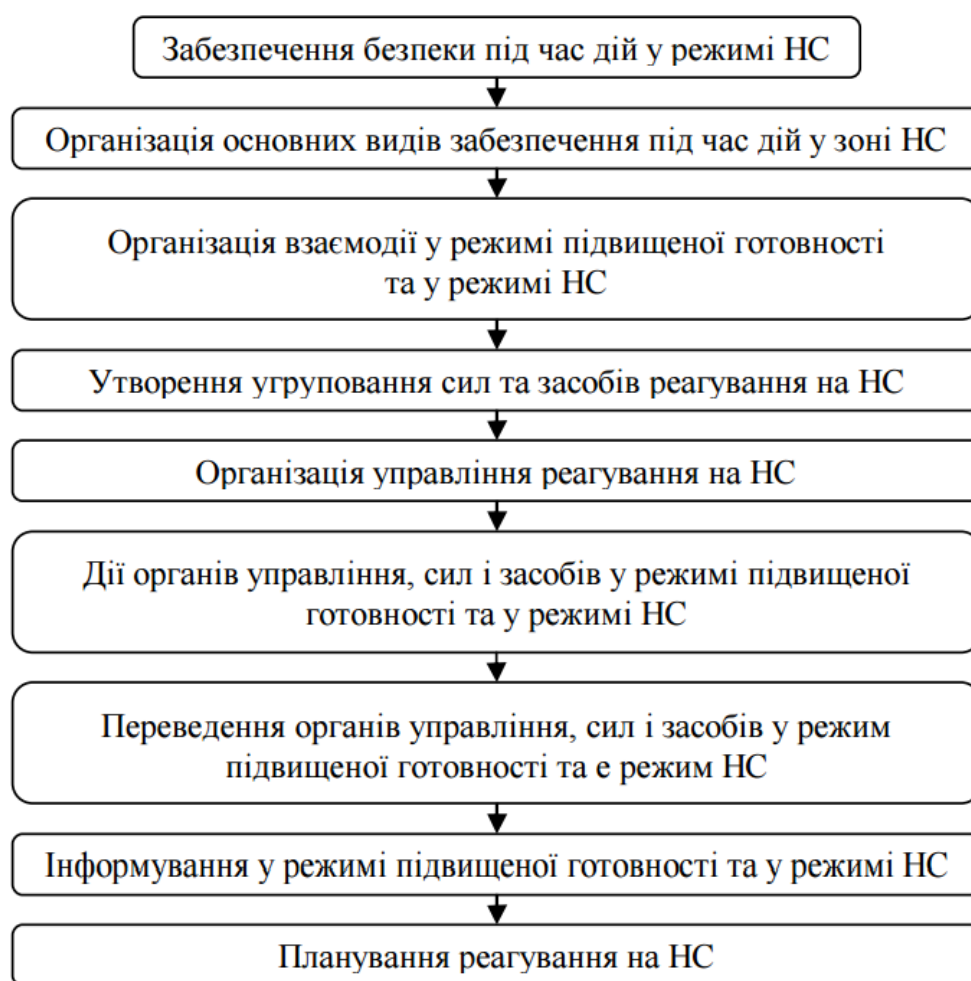 Забезпечення безпеки під час дій у режимі НС
Організація основних видів забезпечення під час дій у зоні НС
Організація взаємодії у режимі підвищеної готовності
та у режимі НС
Утворення угруповання сил та засобів реагування на НС
Організація управління реагування на НС
Дії органів управління, сил і засобів у режимі підвищеної
готовності та у режимі НС
Переведення органів управління, сил і засобів у режим
підвищеної готовності та е режим НС
Інформування у режимі підвищеної готовності та у режимі НС
Планування реагування на НС